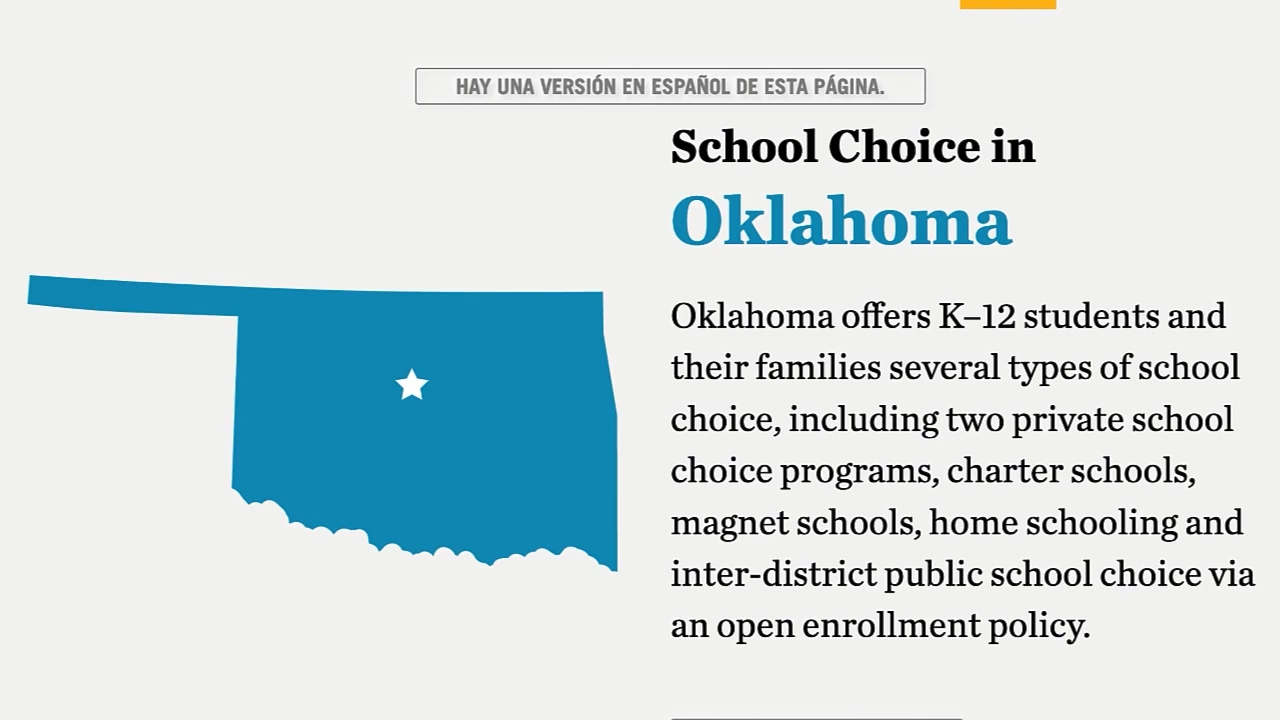 HAY UNA VERSIÓN EN ESPAÑOL DE ESTA PÁGINA.
School Choice in
Oklahoma
Oklahoma offers K–12 students and
their families several types of school
choice, including two private school
choice programs, charter schools,
magnet schools, home schooling and
inter-district public school choice via
an open enrollment policy.